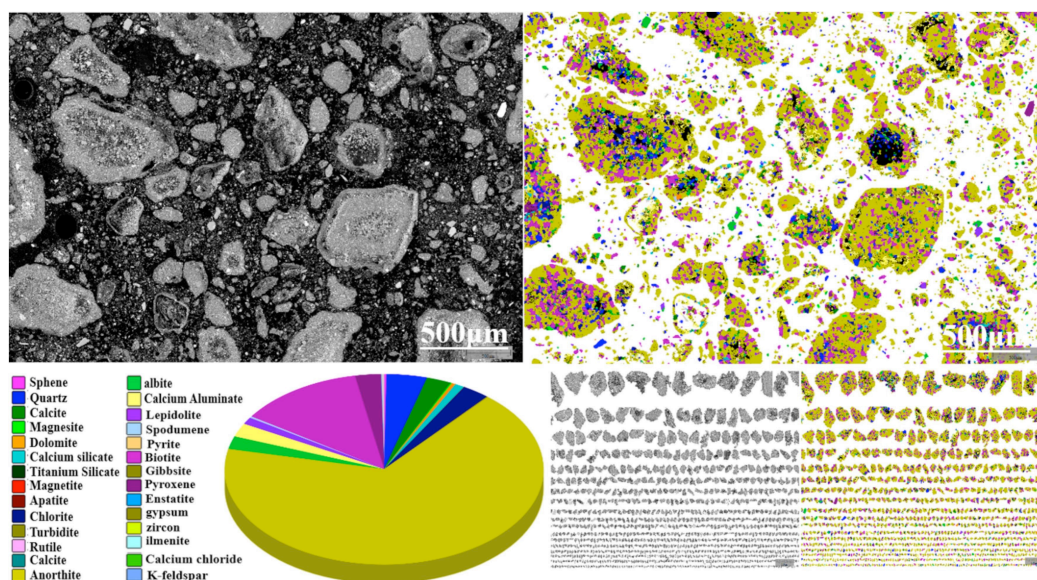 500μm
500μm
Sphene
Quartz
Calcite
Magnesite
Dolomite
Calcium silicate
Titanium Silicate
Magnetite
Apatite
Chlorite
Turbidite
Rutile
Calcite
Anorthite
albite
Calcium Aluminate
Lepidolite
Spodumene
Pyrite
Biotite
Gibbsite
Pyroxene
Enstatite
gypsum
zircon
ilmenite
Calcium chloride
K-feldspar